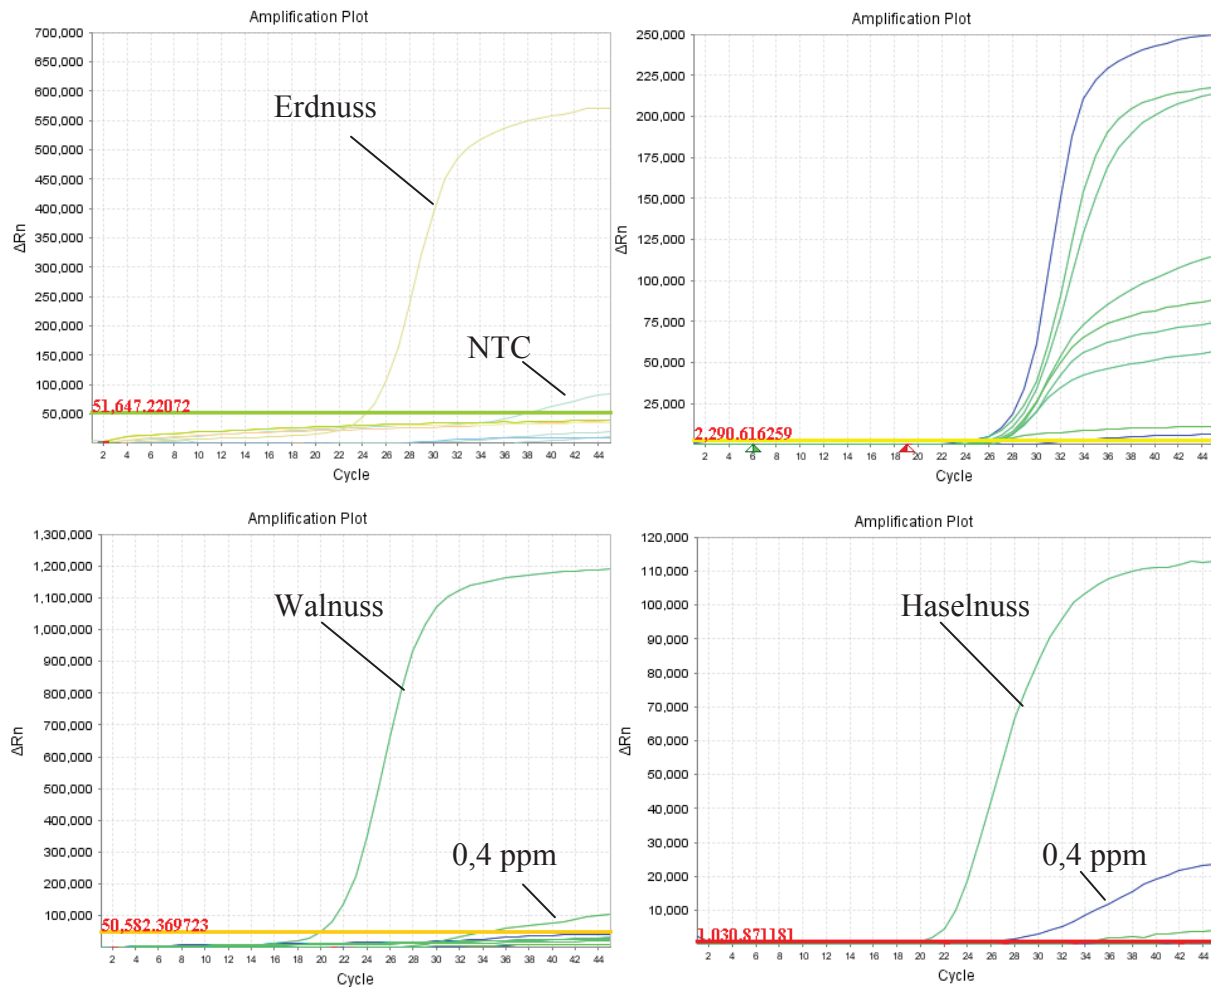 Amplification Plot
700,000
650,000
600,000
550,000
500,000
450,000
400,000
350,000
300,000
250,000
200,000
150,000
100,000
50,000
ΔRn
Erdnuss
NTC
51,647.22072
2 4 6 8 10 12 14 16 18 20 22 24 26 28 30 32 34 36 38 40 42 44
Cycle
Amplification Plot
250,000
225,000
200,000
175,000
150,000
125,000
100,000
75,000
50,000
25,000
ΔRn
2,290.616259
2 4 6 8 10 12 14 16 18 20 22 24 26 28 30 32 34 36 38 40 42 44
Cycle
Amplification Plot
1,300,000
1,200,000
1,100,000
1,000,000
900,000
800,000
700,000
600,000
500,000
400,000
300,000
200,000
100,000
ΔRn
Walnuss
0,4 ppm
50,582.369723
2 4 6 8 10 12 14 16 18 20 22 24 26 28 30 32 34 36 38 40 42 44
Cycle
Amplification Plot
120,000
110,000
100,000
90,000
80,000
70,000
60,000
50,000
40,000
30,000
20,000
10,000
ΔRn
Haselnuss
0,4 ppm
1,030.871181
2 4 6 8 10 12 14 16 18 20 22 24 26 28 30 32 34 36 38 40 42 44
Cycle